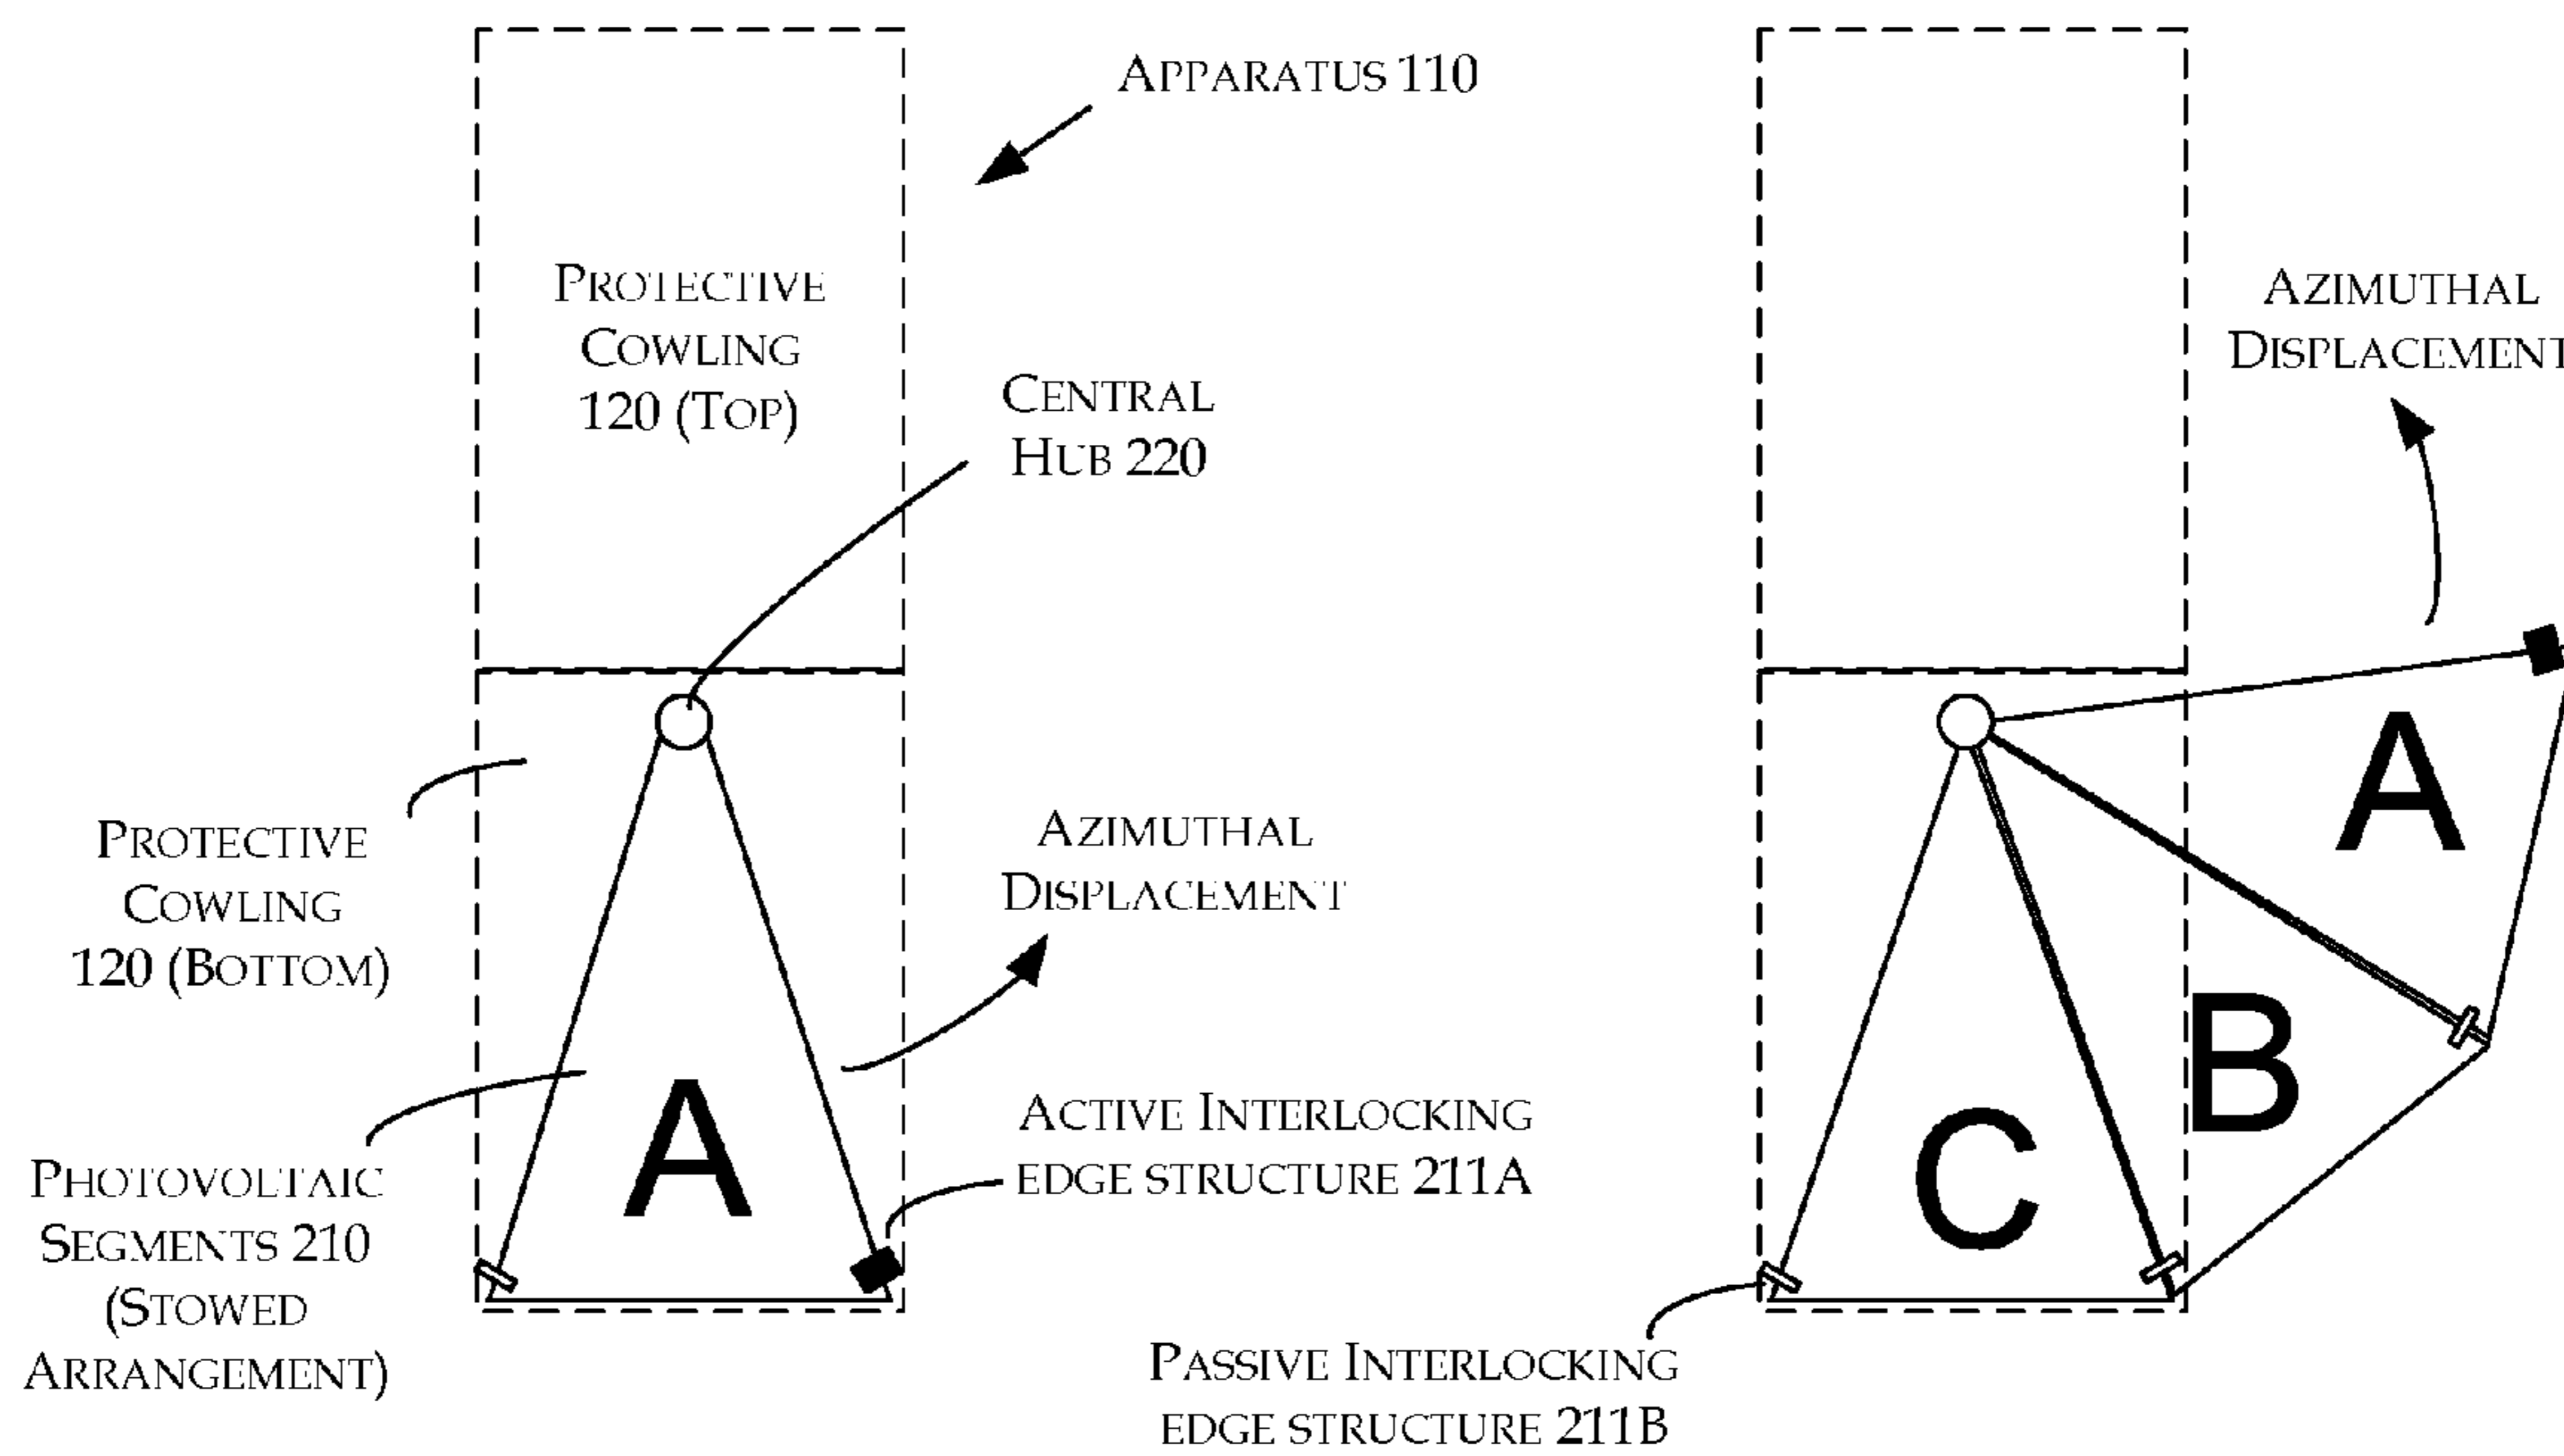 APPARATUS 110
PROTECTIVE
COWLING
120 (TOP)
CENTRAL
HUB 220
PROTECTIVE
COWLING
120 (BOTTOM)
AZIMUTHAL
DISPLACEMENT
A
PHOTOVOLTAIC
SEGMENTS 210
(STOWED
ARRANGEMENT)
ACTIVE INTERLOCKING
EDGE STRUCTURE 211A
AZIMUTHAL
DISPLACEMENT
A
B
C
PASSIVE INTERLOCKING
EDGE STRUCTURE 211B